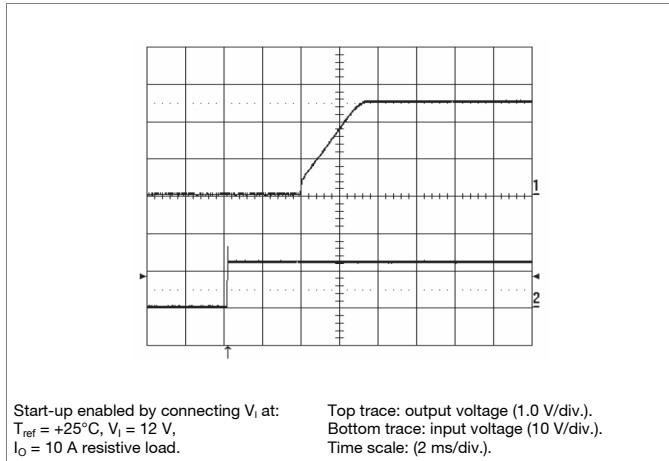 1
2
Start-up enabled by connecting VI at:
Tref = +25°C, VI = 12 V,
IO = 10 A resistive load.
Top trace: output voltage (1.0 V/div.).
Bottom trace: input voltage (10 V/div.).
Time scale: (2 ms/div.).